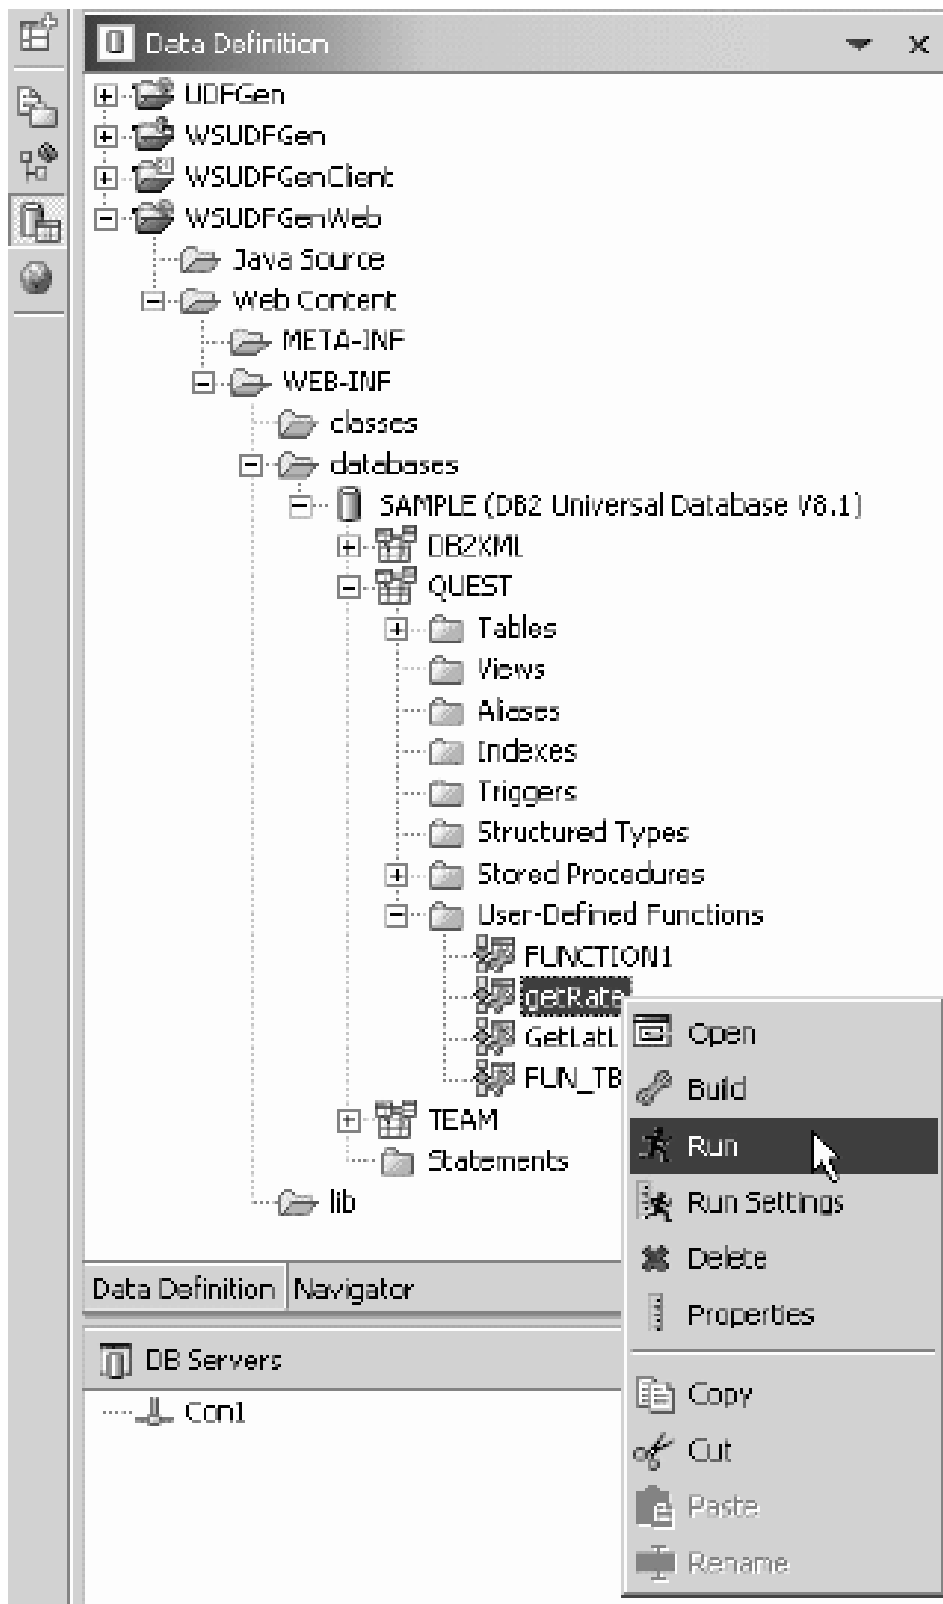 Data Definition
UDFGen
WSUDFGen
WSUDFGenClient
WSUDFGenWeb
Java Source
Web Content
META-INF
WEB-INF
classes
databases
SAMPLE (DB2 Universal Database V8.1)
DB2XML
QUEST
Tables
Views
Aliases
Indexes
Triggers
Structured Types
Stored Procedures
User-Defined Functions
FUNCTION1
getRate
GetLatL
FUN_TB
TEAM
Statements
lib
Open
Build
Run
Run Settings
Delete
Properties
Copy
Cut
Paste
Rename
Data Definition Navigator
DB Servers
Con1